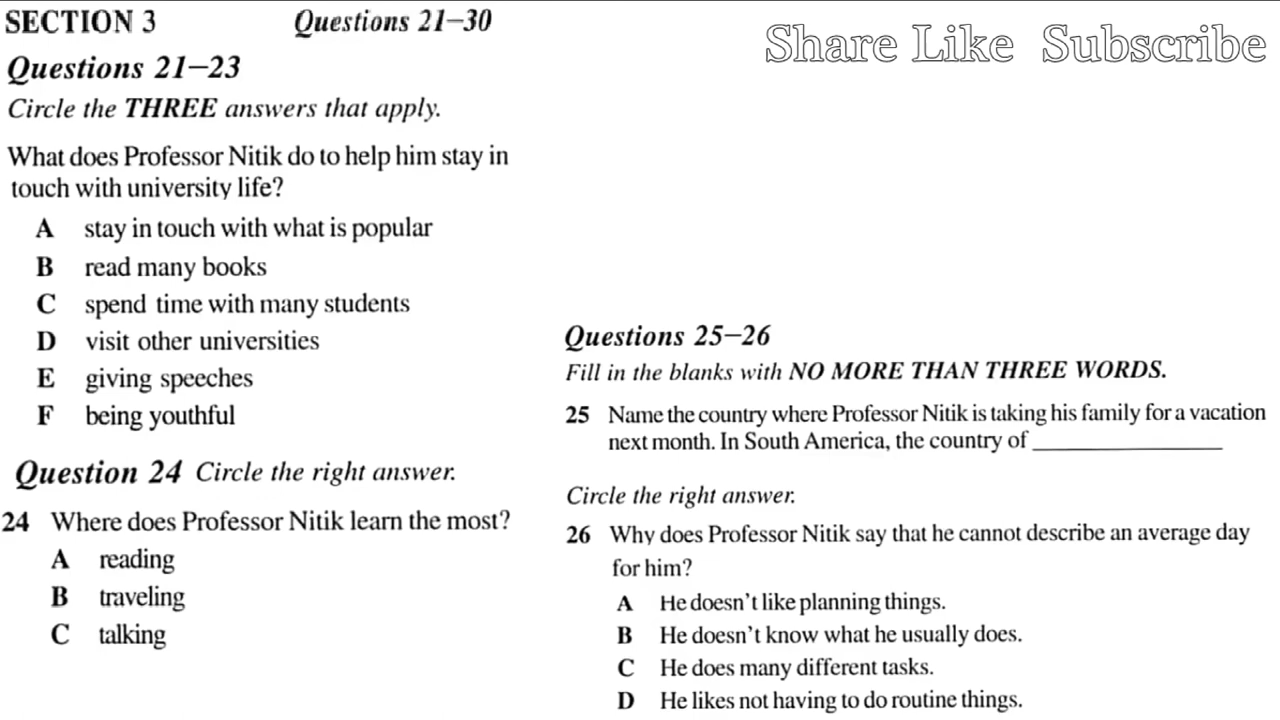 SECTION 3 Questions 21–30
Share Like Subscribe
Questions 21–23
Circle the THREE answers that apply.
What does Professor Nitik do to help him stay in
touch with university life?
A stay in touch with what is popular
B read many books
C spend time with many students
D visit other universities
E giving speeches
F being youthful
Question 24 Circle the right answer.
24 Where does Professor Nitik learn the most?
A reading
B traveling
C talking
Questions 25–26
Fill in the blanks with NO MORE THAN THREE WORDS.
25 Name the country where Professor Nitik is taking his family for a vacation
next month. In South America, the country of ______________
Circle the right answer.
26 Why does Professor Nitik say that he cannot describe an average day
for him?
A He doesn't like planning things.
B He doesn't know what he usually does.
C He does many different tasks.
D He likes not having to do routine things.